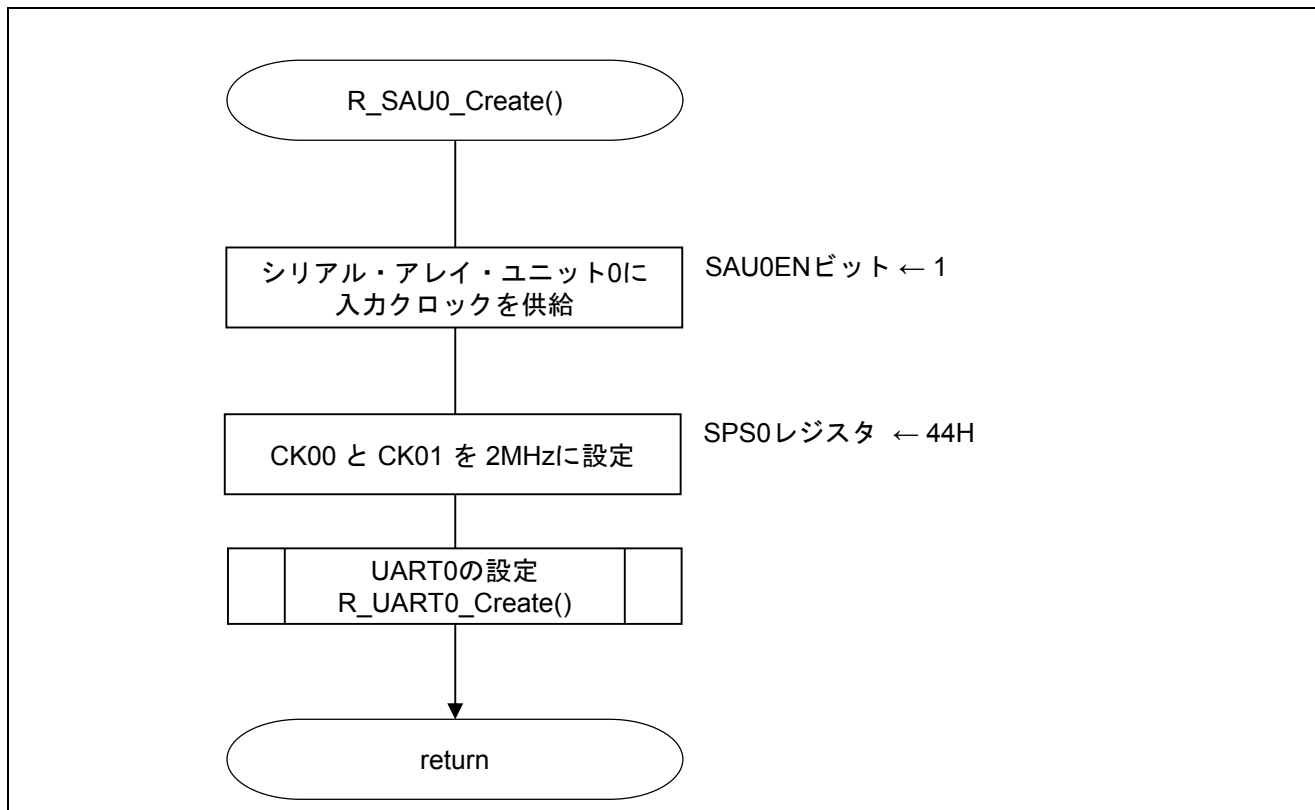 R_SAU0_Create()
シリアル・アレイ・ユニット0に
入力クロックを供給
SAU0ENビット ← 1
CK00 と CK01 を 2MHzに設定
SPS0レジスタ ← 44H
UART0の設定
R_UART0_Create()
return